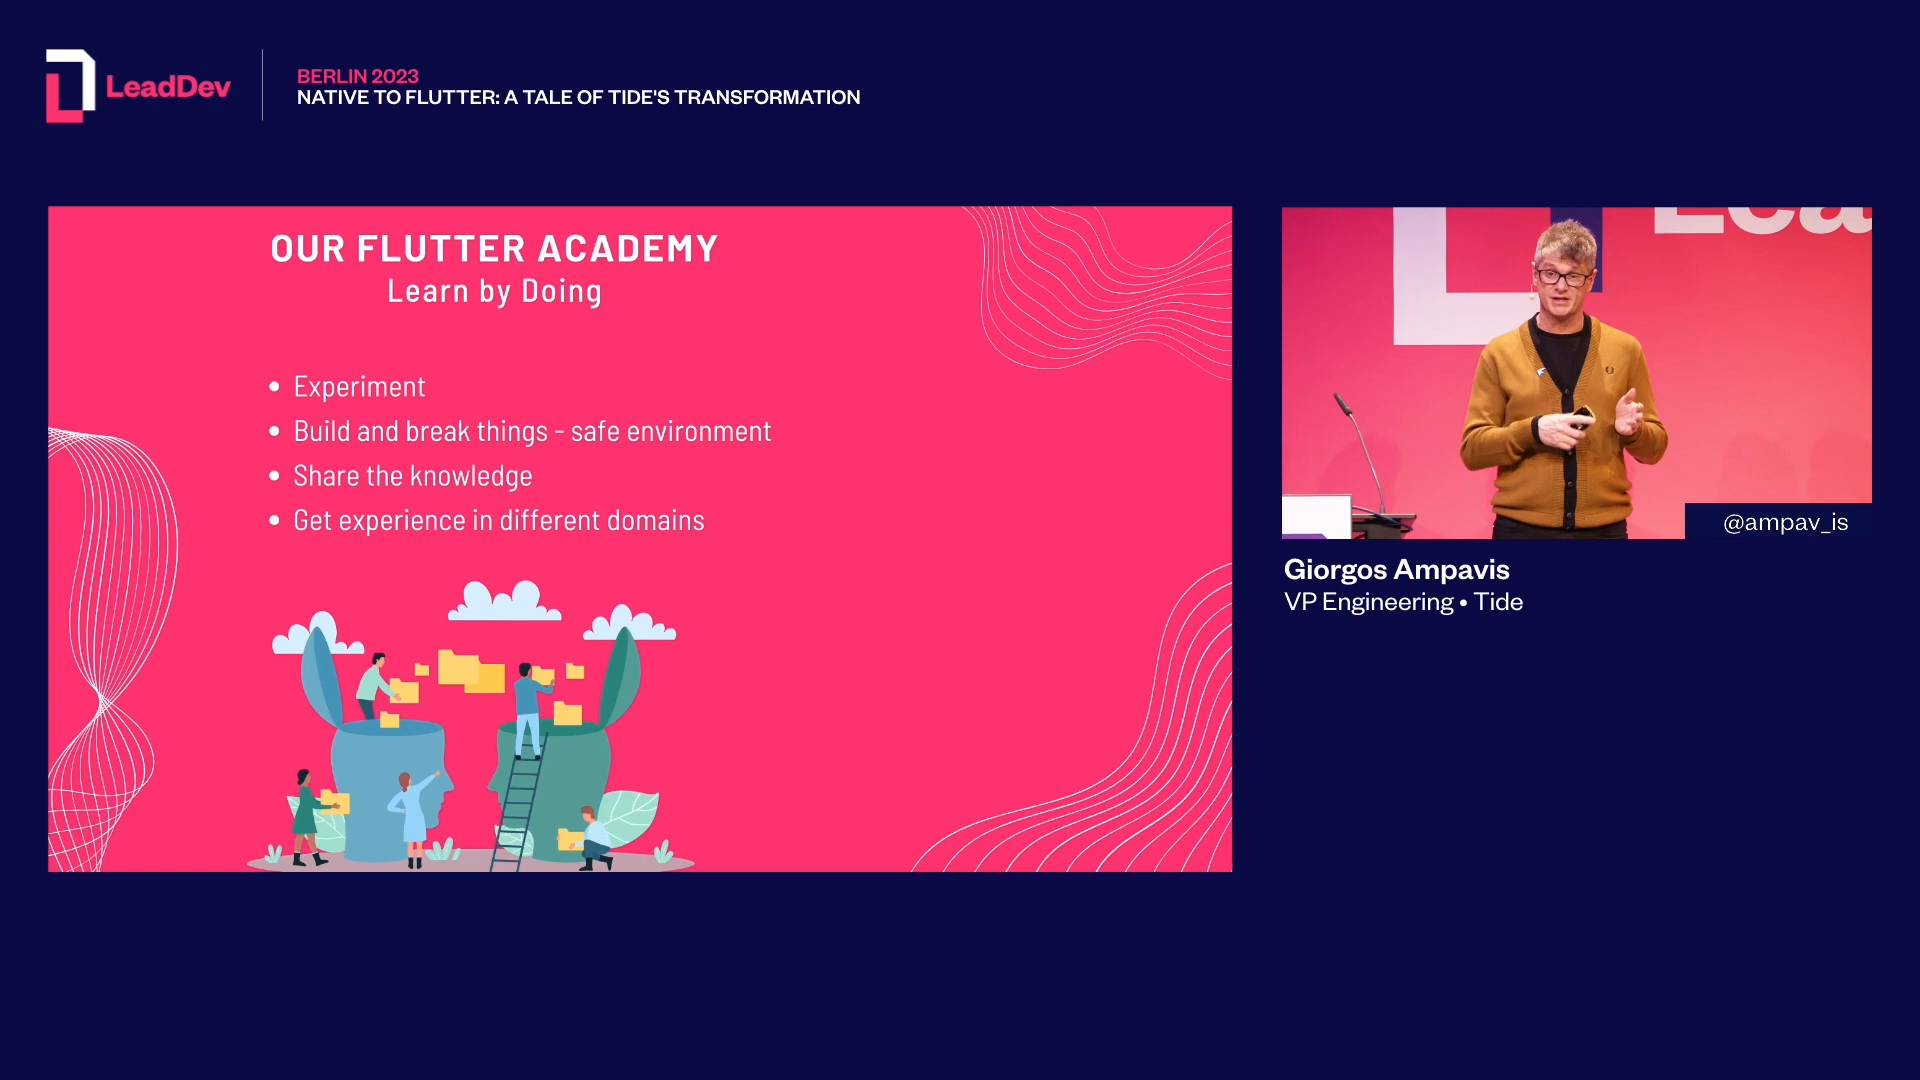 LeadDev
BERLIN 2023
NATIVE TO FLUTTER: A TALE OF TIDE'S TRANSFORMATION
OUR FLUTTER ACADEMY
Learn by Doing
• Experiment
• Build and break things - safe environment
• Share the knowledge
• Get experience in different domains
Lea
@ampav_is
Giorgos Ampavis
VP Engineering • Tide